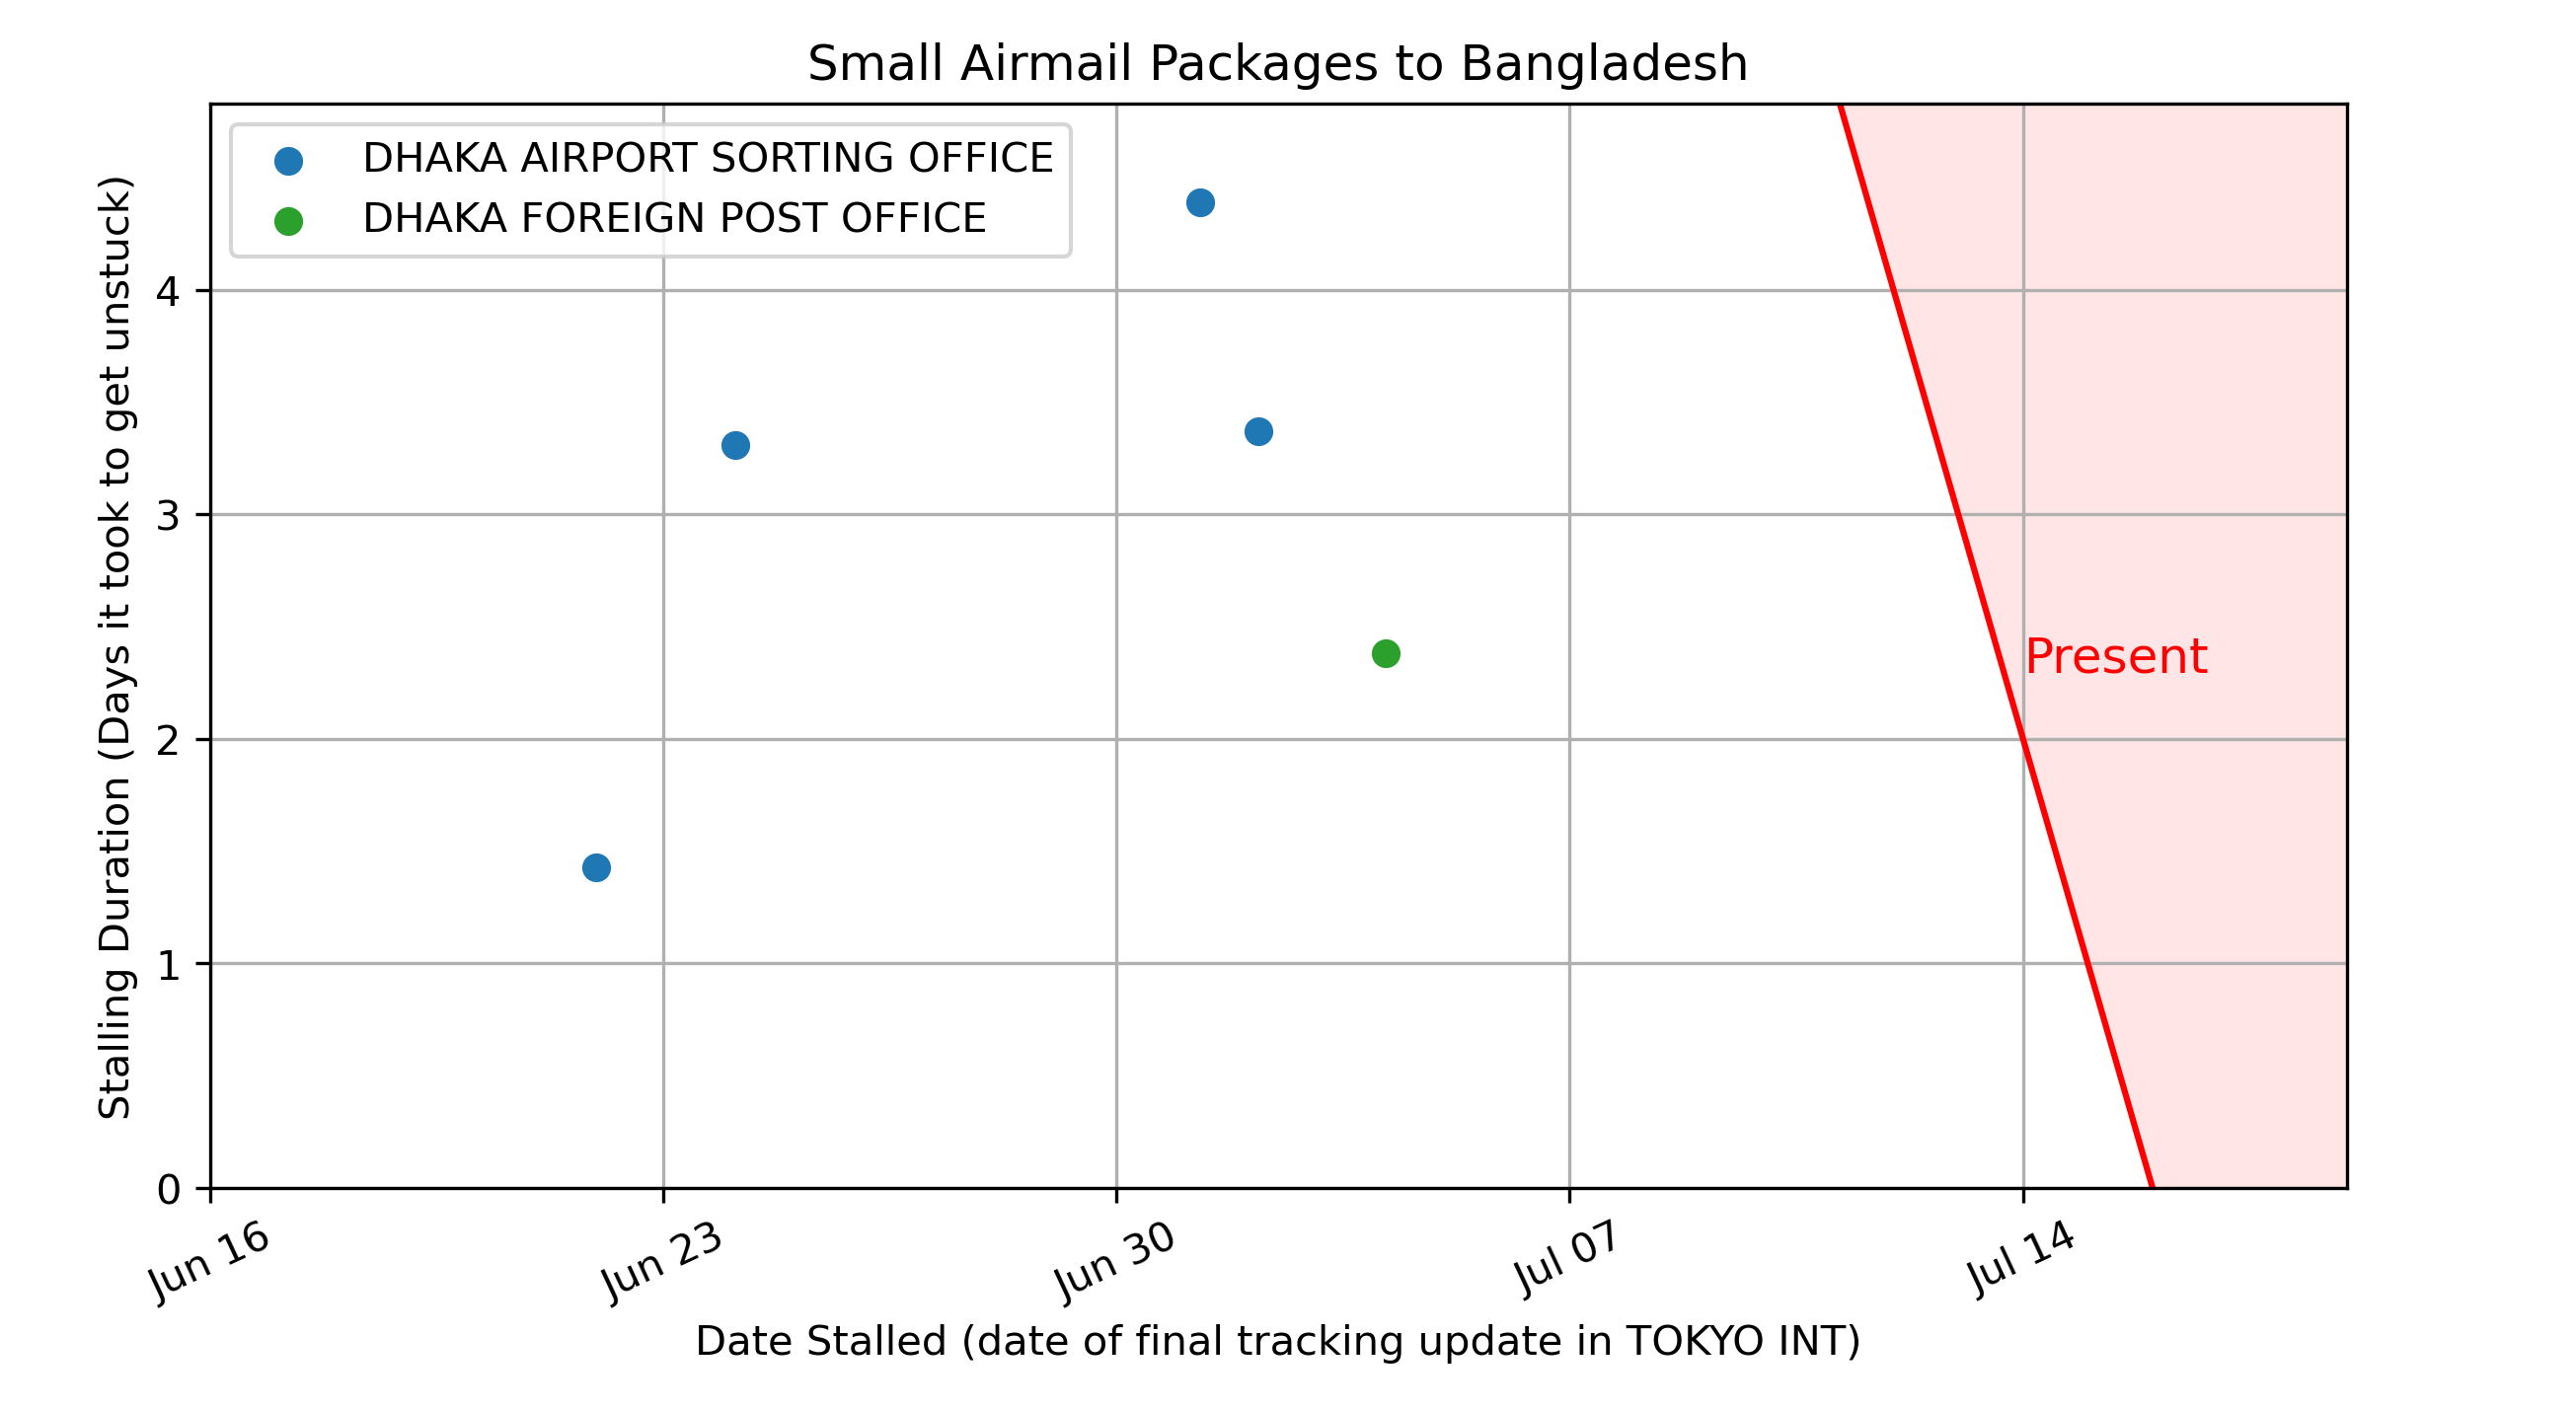 Small Airmail Packages to Bangladesh
DHAKA AIRPORT SORTING OFFICE
DHAKA FOREIGN POST OFFICE
Stalling Duration (Days it took to get unstuck)
4
3
2
1
0
Present
Jun 16
Jun 23
Jun 30
Jul 07
Jul 14
Date Stalled (date of final tracking update in TOKYO INT)